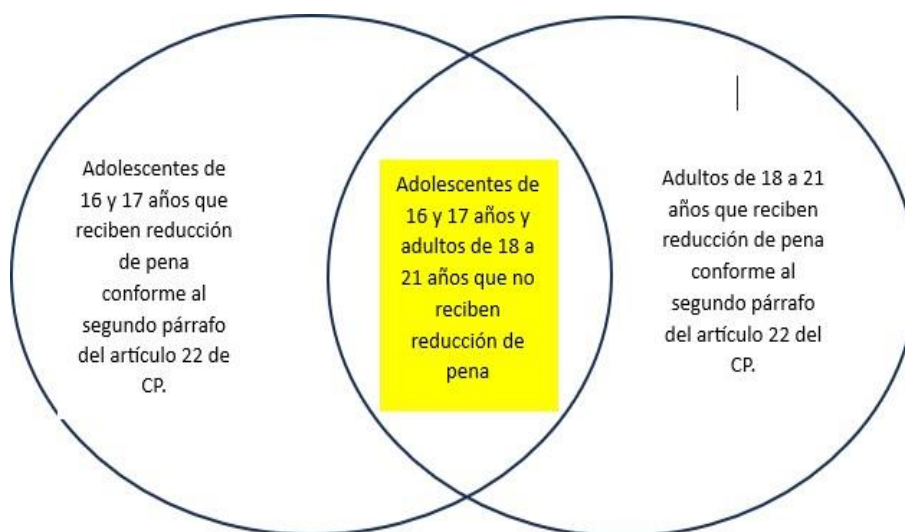 Adolescentes de
16 y 17 años que
reciben reducción
de pena
conforme al
segundo párrafo
del artículo 22 de
CP.
Adolescentes de
16 y 17 años y
adultos de 18 a
21 años que no
reciben
reducción de
pena
Adultos de 18 a 21
años que reciben
reducción de pena
conforme al
segundo párrafo
del artículo 22 del
CP.